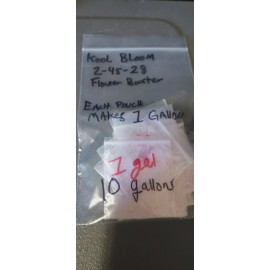 Kool Bloom
2-45-28
Flower Booster
Each Pouch
Makes 1 Gallon
1 gal
10 gallons